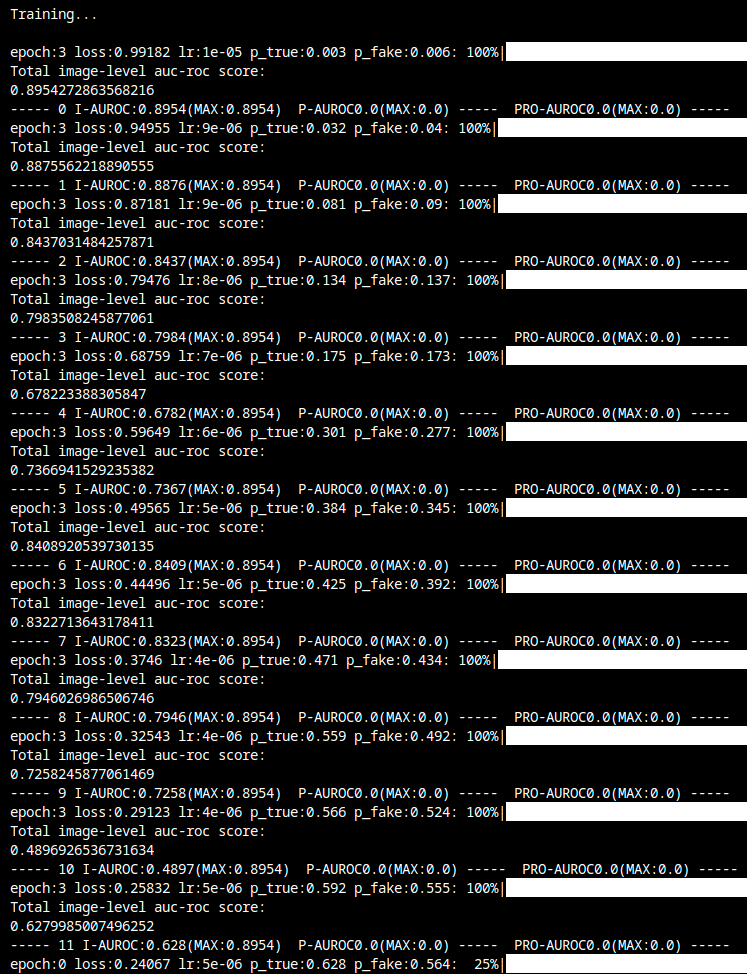 Training...
epoch:3 loss:0.99182 lr:1e-05 p_true:0.003 p_fake:0.006: 100%|
Total image-level auc-roc score:
0.8954272863568216
----- 0 I-AUROC:0.8954(MAX:0.8954)  P-AUROC0.0(MAX:0.0) -----  PRO-AUROC0.0(MAX:0.0) -----
epoch:3 loss:0.94955 lr:9e-06 p_true:0.032 p_fake:0.04: 100%|
Total image-level auc-roc score:
0.8875562218890555
----- 1 I-AUROC:0.8876(MAX:0.8954)  P-AUROC0.0(MAX:0.0) -----  PRO-AUROC0.0(MAX:0.0) -----
epoch:3 loss:0.87181 lr:9e-06 p_true:0.081 p_fake:0.09: 100%|
Total image-level auc-roc score:
0.8437031484257871
----- 2 I-AUROC:0.8437(MAX:0.8954)  P-AUROC0.0(MAX:0.0) -----  PRO-AUROC0.0(MAX:0.0) -----
epoch:3 loss:0.79476 lr:8e-06 p_true:0.134 p_fake:0.137: 100%|
Total image-level auc-roc score:
0.7983508245877061
----- 3 I-AUROC:0.7984(MAX:0.8954)  P-AUROC0.0(MAX:0.0) -----  PRO-AUROC0.0(MAX:0.0) -----
epoch:3 loss:0.68759 lr:7e-06 p_true:0.175 p_fake:0.173: 100%|
Total image-level auc-roc score:
0.678223388305847
----- 4 I-AUROC:0.6782(MAX:0.8954)  P-AUROC0.0(MAX:0.0) -----  PRO-AUROC0.0(MAX:0.0) -----
epoch:3 loss:0.59649 lr:6e-06 p_true:0.301 p_fake:0.277: 100%|
Total image-level auc-roc score:
0.7366941529235382
----- 5 I-AUROC:0.7367(MAX:0.8954)  P-AUROC0.0(MAX:0.0) -----  PRO-AUROC0.0(MAX:0.0) -----
epoch:3 loss:0.49565 lr:5e-06 p_true:0.384 p_fake:0.345: 100%|
Total image-level auc-roc score:
0.8408920539730135
----- 6 I-AUROC:0.8409(MAX:0.8954)  P-AUROC0.0(MAX:0.0) -----  PRO-AUROC0.0(MAX:0.0) -----
epoch:3 loss:0.44496 lr:5e-06 p_true:0.425 p_fake:0.392: 100%|
Total image-level auc-roc score:
0.8322713643178411
----- 7 I-AUROC:0.8323(MAX:0.8954)  P-AUROC0.0(MAX:0.0) -----  PRO-AUROC0.0(MAX:0.0) -----
epoch:3 loss:0.3746 lr:4e-06 p_true:0.471 p_fake:0.434: 100%|
Total image-level auc-roc score:
0.7946026986506746
----- 8 I-AUROC:0.7946(MAX:0.8954)  P-AUROC0.0(MAX:0.0) -----  PRO-AUROC0.0(MAX:0.0) -----
epoch:3 loss:0.32543 lr:4e-06 p_true:0.559 p_fake:0.492: 100%|
Total image-level auc-roc score:
0.7258245877061469
----- 9 I-AUROC:0.7258(MAX:0.8954)  P-AUROC0.0(MAX:0.0) -----  PRO-AUROC0.0(MAX:0.0) -----
epoch:3 loss:0.29123 lr:4e-06 p_true:0.566 p_fake:0.524: 100%|
Total image-level auc-roc score:
0.4896926536731634
----- 10 I-AUROC:0.4897(MAX:0.8954)  P-AUROC0.0(MAX:0.0) -----  PRO-AUROC0.0(MAX:0.0) -----
epoch:3 loss:0.25832 lr:5e-06 p_true:0.592 p_fake:0.555: 100%|
Total image-level auc-roc score:
0.6279985007496252
----- 11 I-AUROC:0.628(MAX:0.8954)  P-AUROC0.0(MAX:0.0) -----  PRO-AUROC0.0(MAX:0.0) -----
epoch:0 loss:0.24067 lr:5e-06 p_true:0.628 p_fake:0.564:  25%|